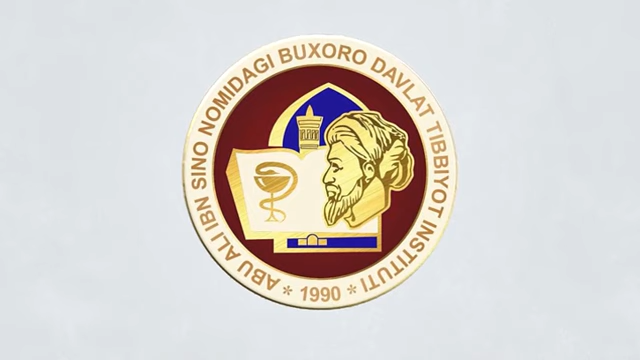 ABU ALI IBN SINO NOMIDAGI BUXORO DAVLAT TIBBIYOT INSTITUTI
* 1990 *